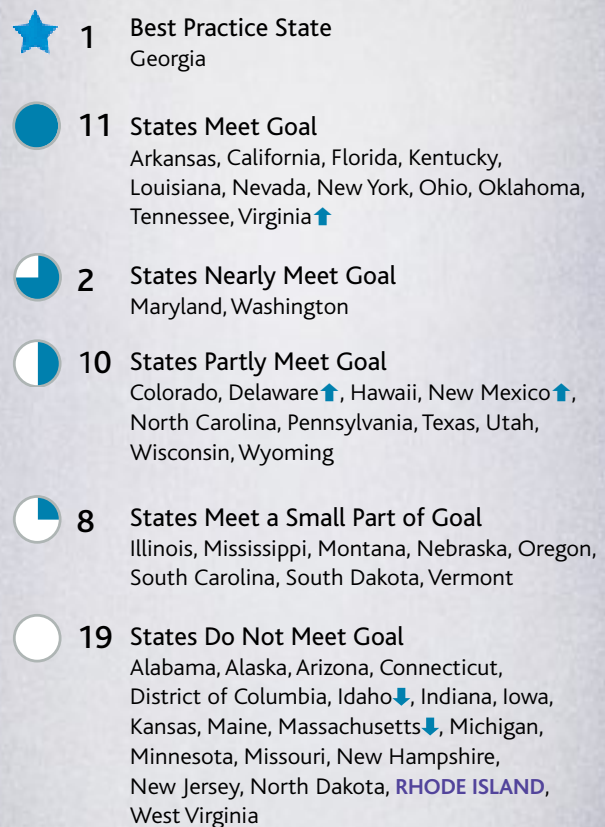 1 Best Practice State
Georgia
11 States Meet Goal
Arkansas, California, Florida, Kentucky,
Louisiana, Nevada, New York, Ohio, Oklahoma,
Tennessee, Virginia⬆
2 States Nearly Meet Goal
Maryland, Washington
10 States Partly Meet Goal
Colorado, Delaware⬆, Hawaii, New Mexico⬆,
North Carolina, Pennsylvania, Texas, Utah,
Wisconsin, Wyoming
8 States Meet a Small Part of Goal
Illinois, Mississippi, Montana, Nebraska, Oregon,
South Carolina, South Dakota, Vermont
19 States Do Not Meet Goal
Alabama, Alaska, Arizona, Connecticut,
District of Columbia, Idaho⬇, Indiana, Iowa,
Kansas, Maine, Massachusetts⬇, Michigan,
Minnesota, Missouri, New Hampshire,
New Jersey, North Dakota, RHODE ISLAND,
West Virginia